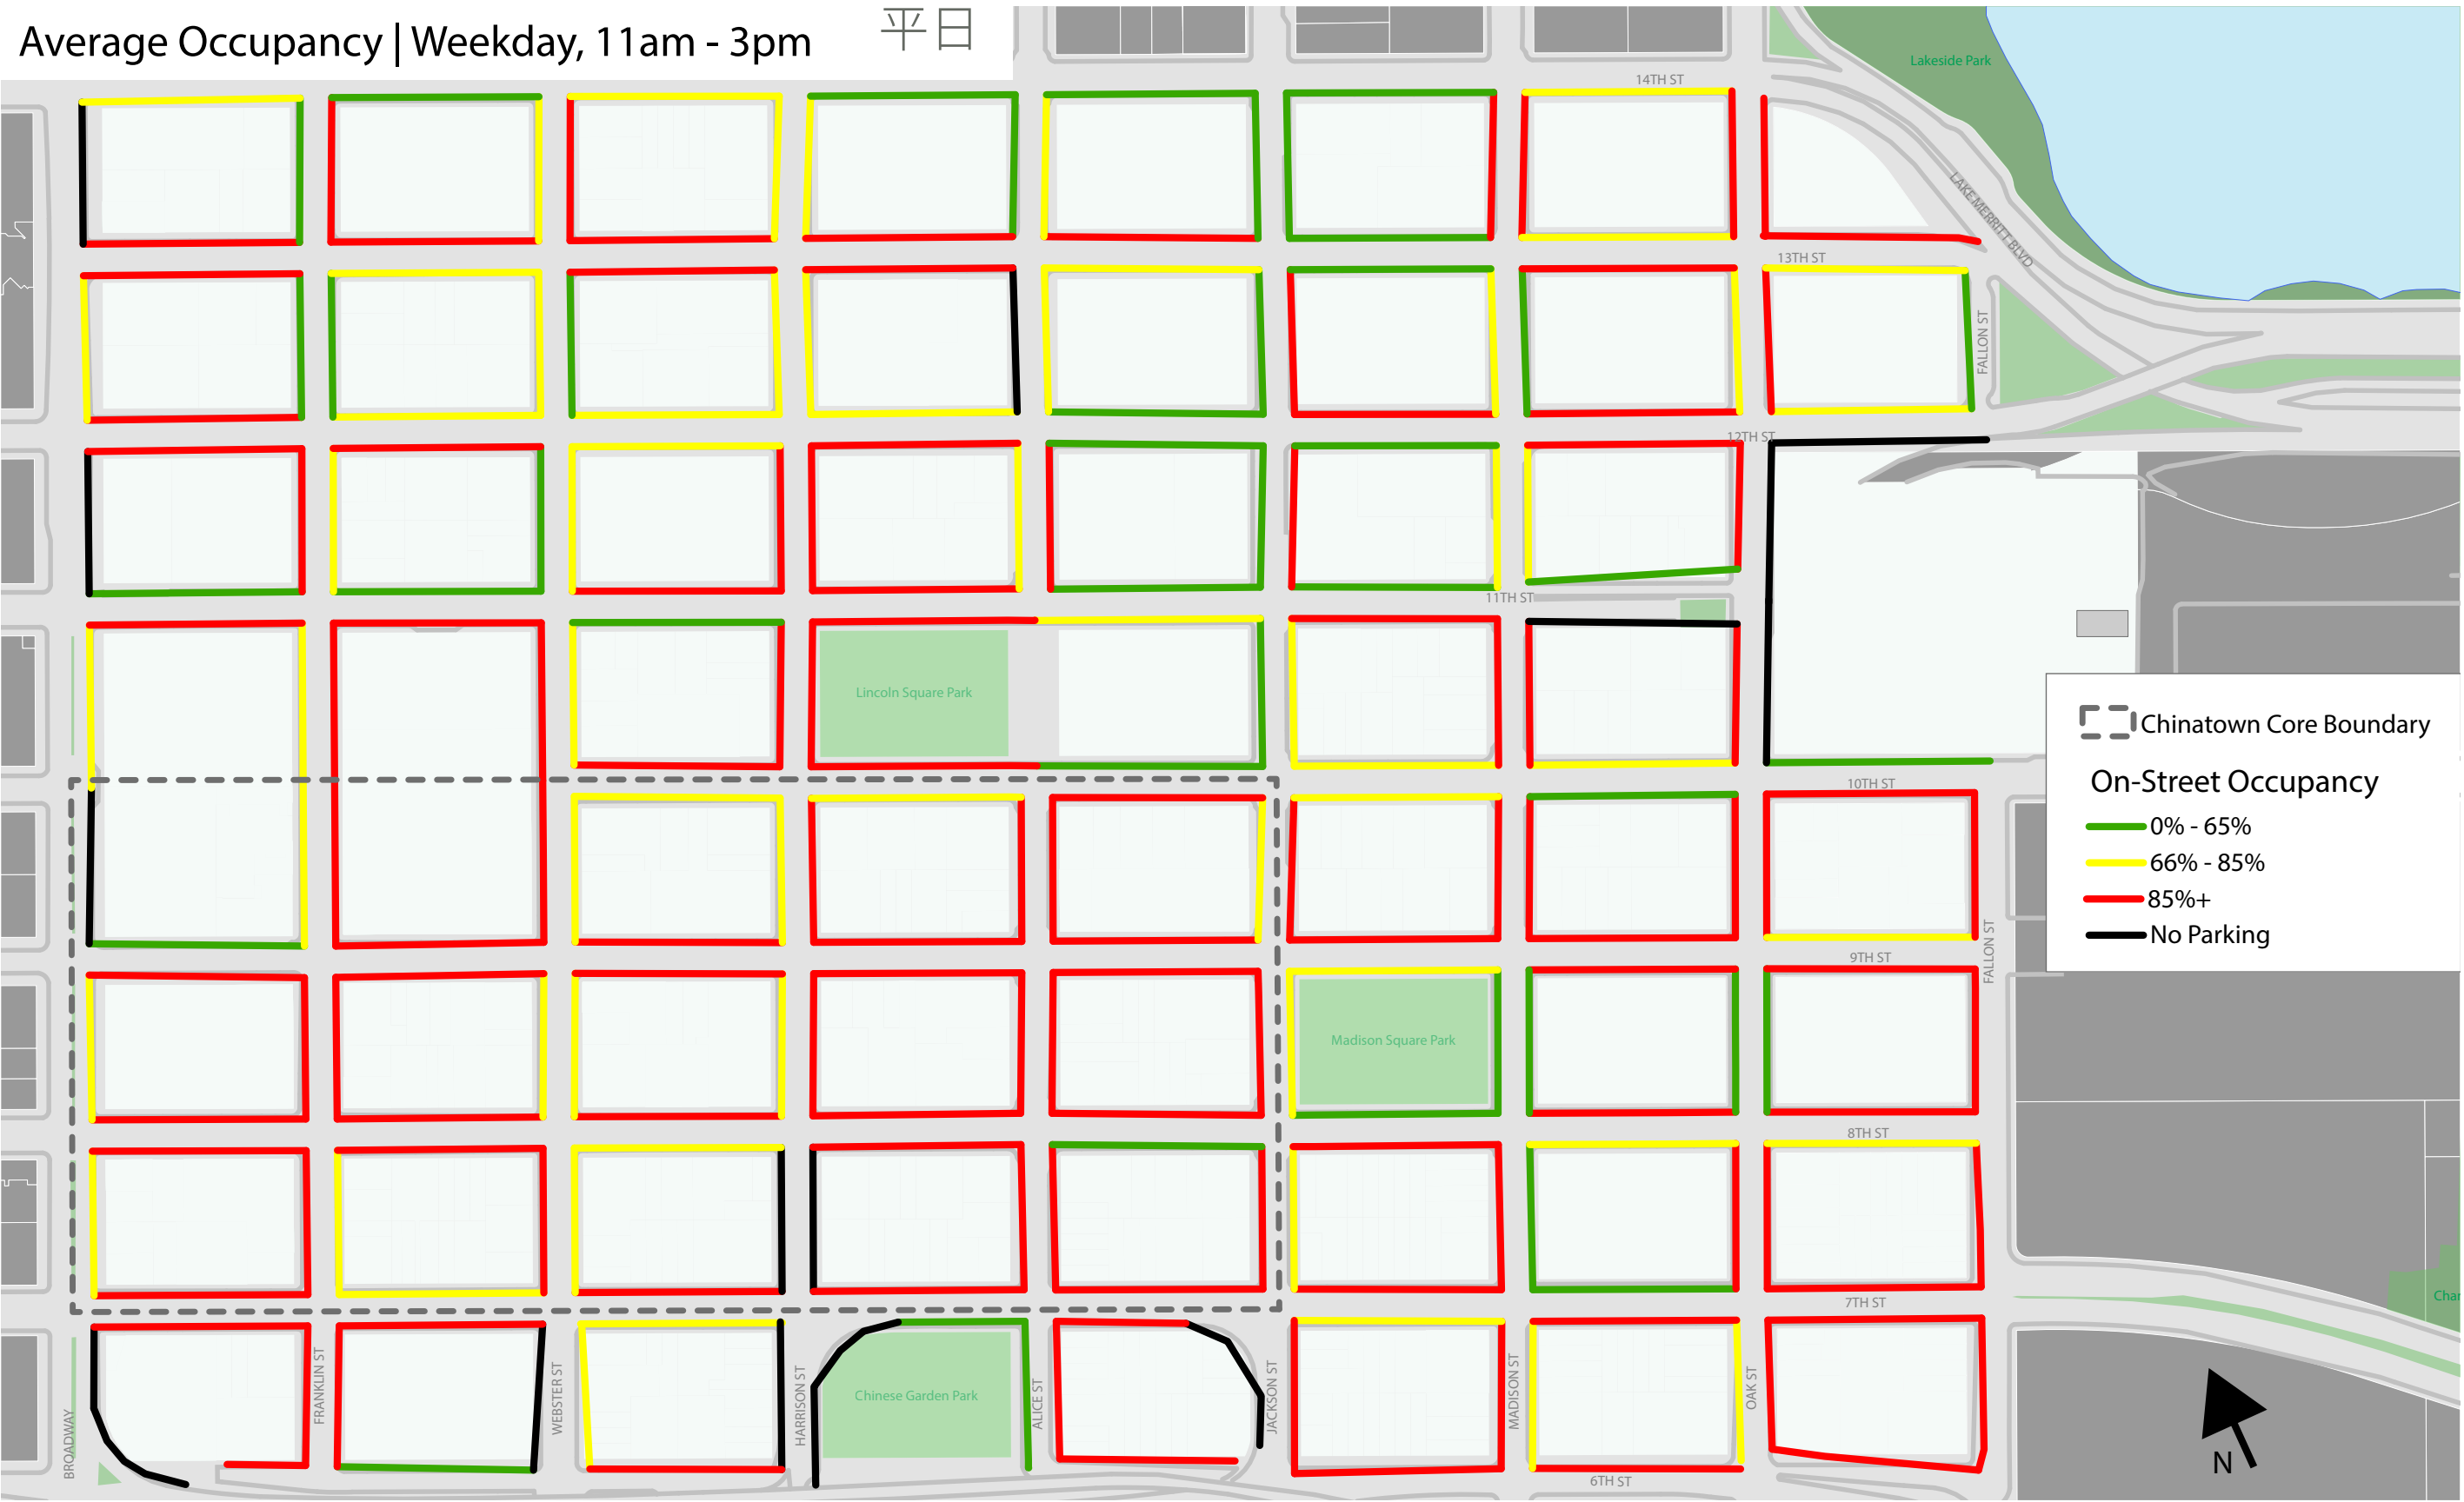 Average Occupancy | Weekday, 11am - 3pm
平日
Lakeside Park
14TH ST
LAKE MERRITT BLVD
13TH ST
FALLON ST
12TH ST
11TH ST
Lincoln Square Park
Chinatown Core Boundary
On-Street Occupancy
0% - 65%
66% - 85%
85%+
No Parking
10TH ST
9TH ST
FALLON ST
Madison Square Park
8TH ST
7TH ST
Chinese Garden Park
BROADWAY
FRANKLIN ST
WEBSTER ST
HARRISON ST
ALICE ST
JACKSON ST
MADISON ST
OAK ST
6TH ST
N